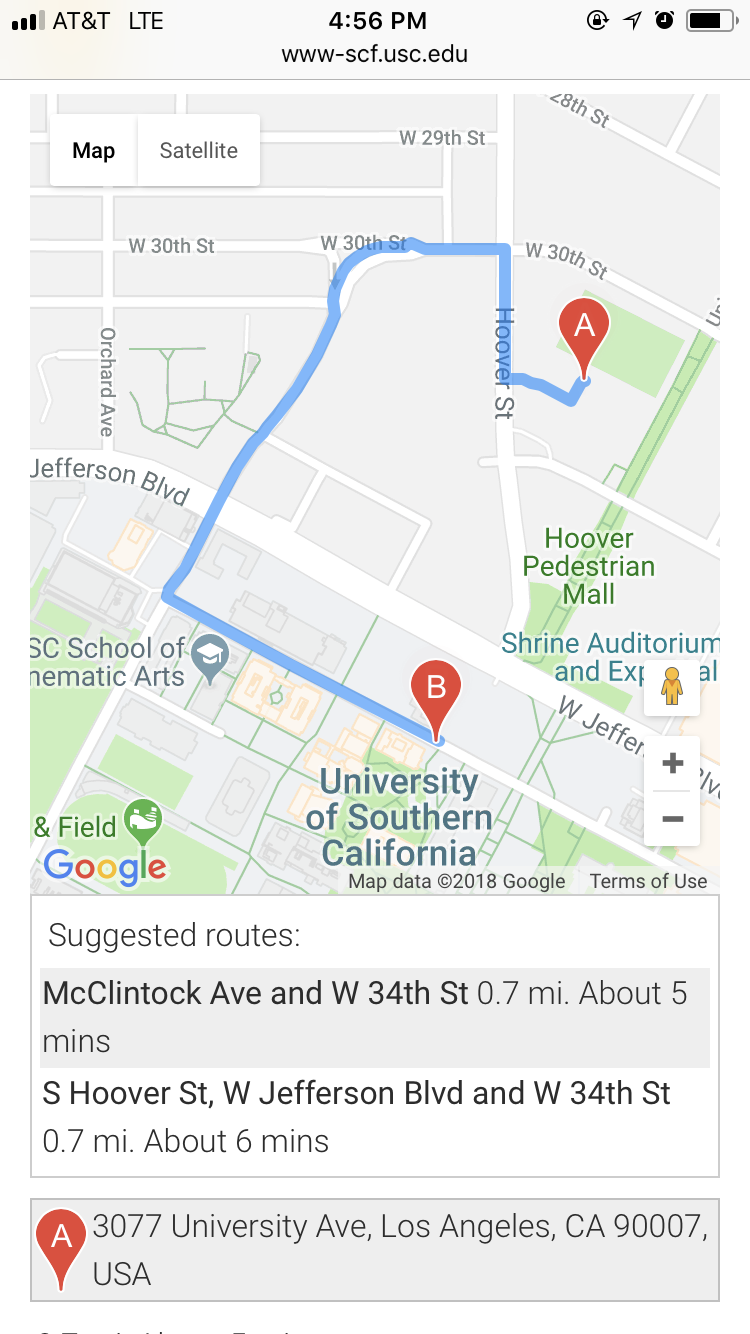 AT&T LTE 4:56 PM
www-scf.usc.edu
28th St
Map Satellite
W 29th St
W 30th St
W 30th St
W 30th St
Orchard Ave
Hoover St
A
Jefferson Blvd
Hoover
Pedestrian
Mall
SC School of
nematic Arts
Shrine Auditorium
B
W Jeffer
University
of Southern
California
& Field
Google
Map data ©2018 Google Terms of Use
Suggested routes:
McClintock Ave and W 34th St 0.7 mi. About 5
mins
S Hoover St, W Jefferson Blvd and W 34th St
0.7 mi. About 6 mins
A 3077 University Ave, Los Angeles, CA 90007,
USA